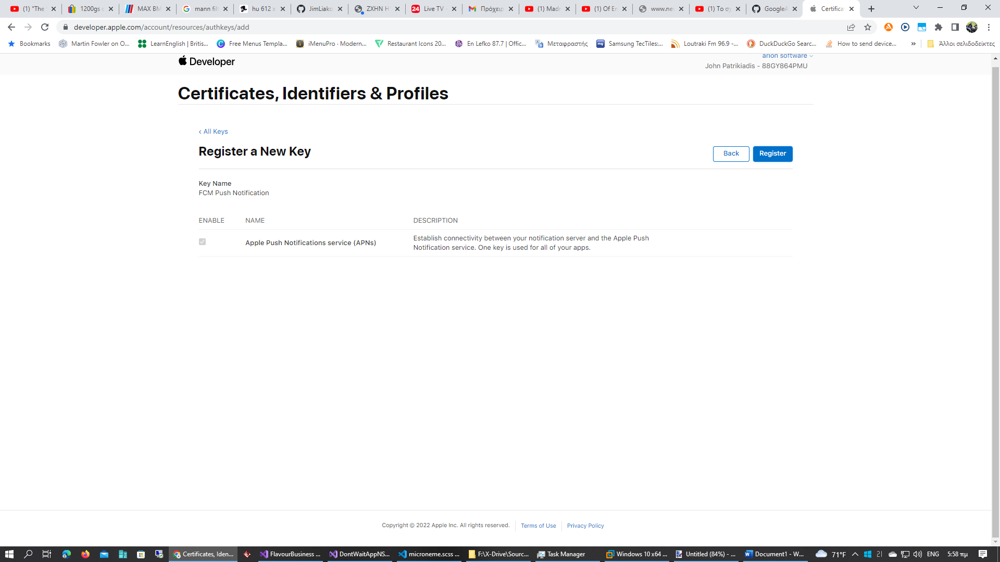 (1) "The
1200gs c
MAX BM
mann fil
hu 612 x
JimLiako
ZXHN H
Live TV -
Πρόχειρ
(1) Madr
(1) Of En
www.nev
(1) Το σχ
GoogleA
Certifica
developer.apple.com/account/resources/authkeys/add
Bookmarks
Martin Fowler on O...
LearnEnglish | Britis...
Free Menus Templa...
iMenuPro · Modern...
Restaurant Icons 20...
En Lefko 87.7 | Offic...
Μεταφραστής
Samsung TecTiles:...
Loutraki Fm 96.9 -...
DuckDuckGo Searc...
How to send device...
»
Άλλοι σελιδοδείκτες
Developer
arion software
John Patrikiadis - 88GY864PMU
Certificates, Identifiers & Profiles
‹ All Keys
Register a New Key
Back
Register
Key Name
FCM Push Notification
ENABLE
NAME
DESCRIPTION
Apple Push Notifications service (APNs)
Establish connectivity between your notification server and the Apple Push
Notification service. One key is used for all of your apps.
Copyright © 2022 Apple Inc. All rights reserved.
Terms of Use
Privacy Policy
Certificates, Iden...
FlavourBusiness ...
DontWaitAppNS...
microneme.scss ...
F:\X-Drive\Sourc...
Task Manager
Windows 10 x64 ...
Untitled (84%) - ...
Document1 - W...
71°F
ENG
5:58 πμ